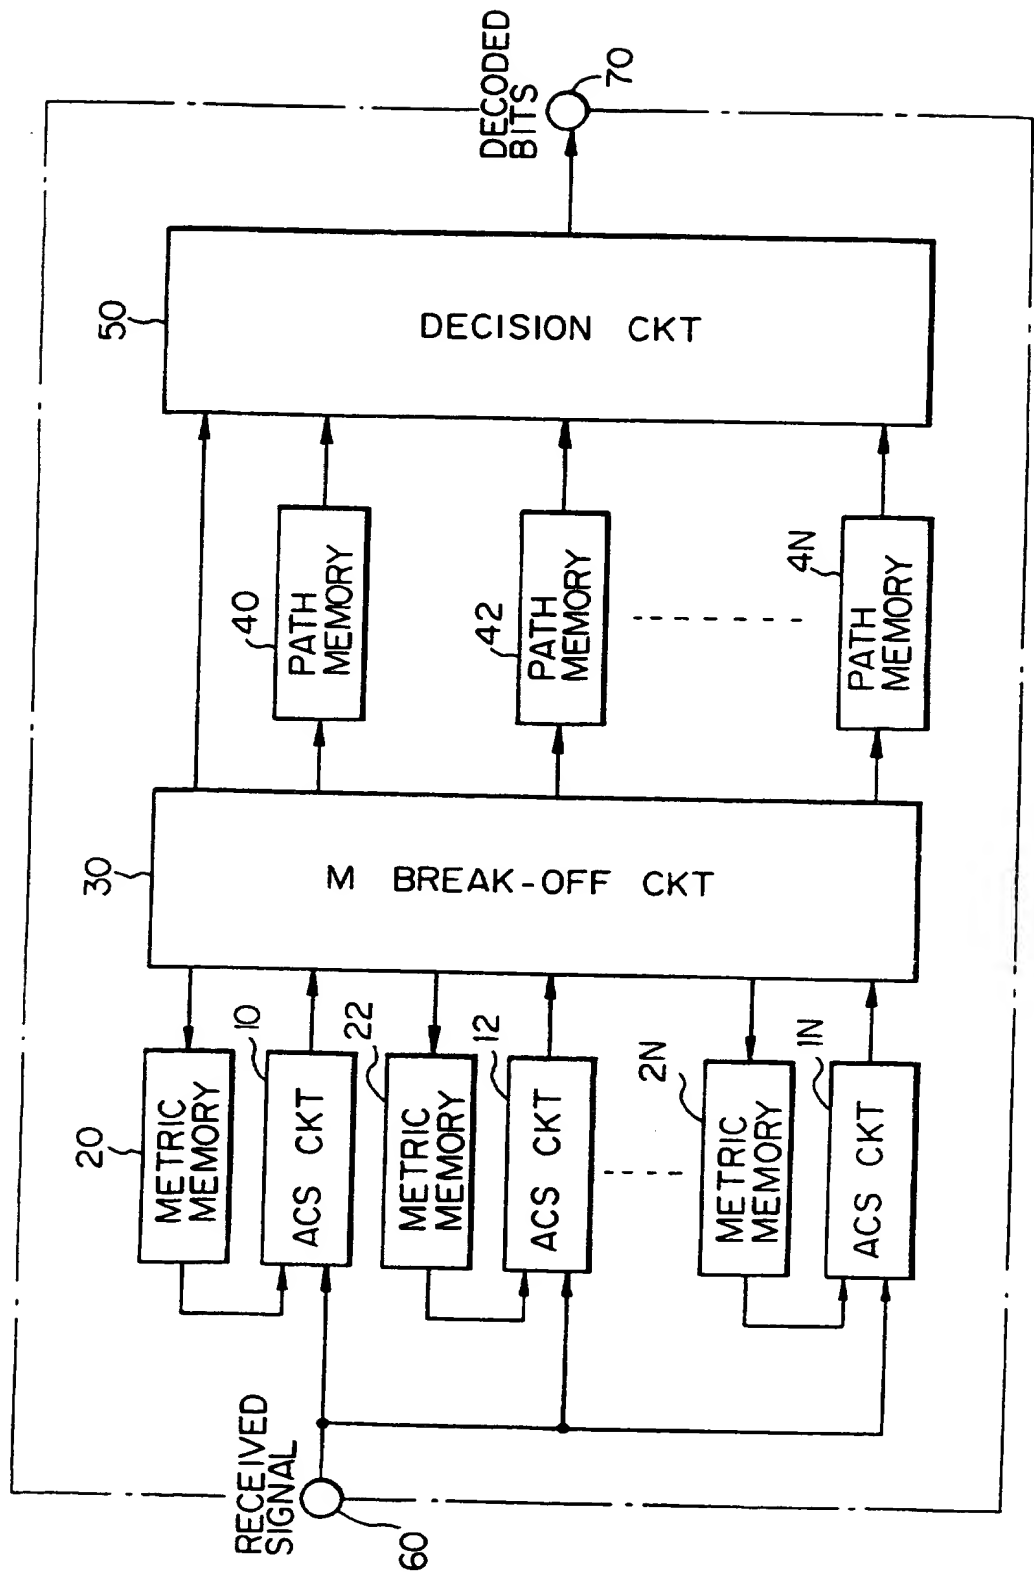 RECEIVED
SIGNAL
60
20
METRIC
MEMORY
10
ACS CKT
22
METRIC
MEMORY
12
ACS CKT
2N
METRIC
MEMORY
1N
ACS CKT
30
M BREAK-OFF CKT
40
PATH
MEMORY
42
PATH
MEMORY
4N
PATH
MEMORY
50
DECISION CKT
DECODED
BITS
70